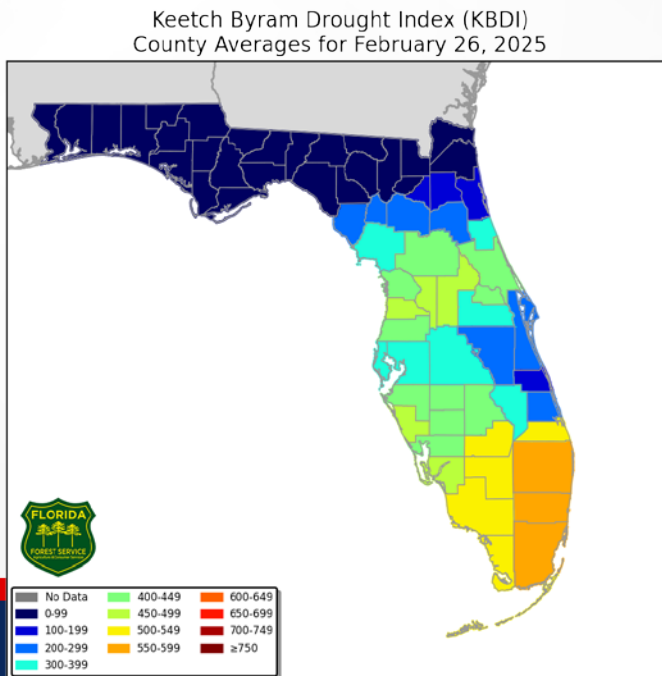 Keetch Byram Drought Index (KBDI)
County Averages for February 26, 2025
FLORIDA
FOREST SERVICE
No Data
0-99
100-199
200-299
300-399
400-449
450-499
500-549
550-599
600-649
650-699
700-749
≥750